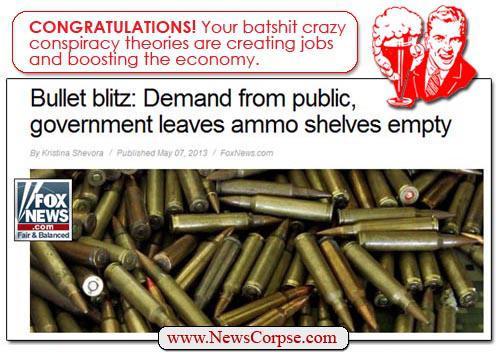 CONGRATULATIONS! Your batshit crazy
conspiracy theories are creating jobs
and boosting the economy.
Bullet blitz: Demand from public,
government leaves ammo shelves empty
By Kristina Shevora / Published May 07, 2013 / FoxNews.com
FOX
NEWS
.com
Fair & Balanced
www.NewsCorpse.com